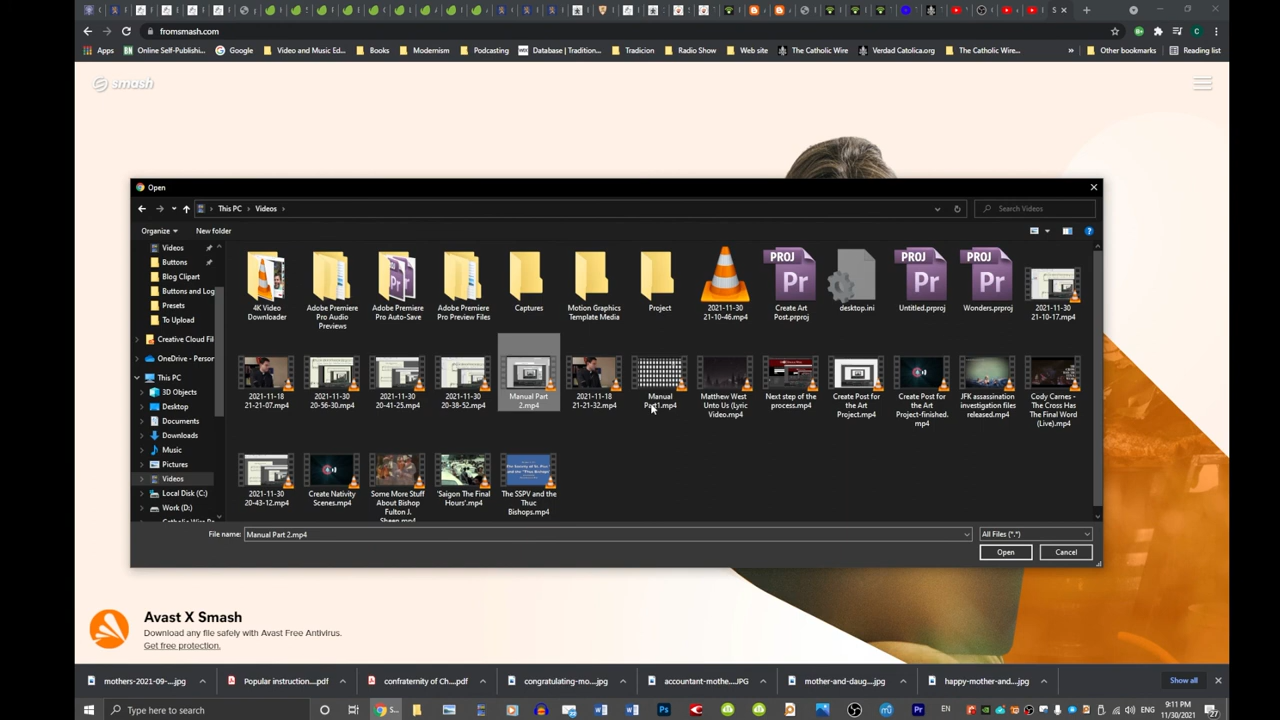 S
fromsmash.com
Apps
Online Self-Publishi...
Google
Video and Music Ed...
Books
Modernism
Podcasting
Database | Tradition...
Tradicion
Radio Show
Web site
The Catholic Wire
Verdad Catolica.org
The Catholic Wire...
»
Other bookmarks
Reading list
smash
Open
This PC > Videos >
Search Videos
Organize
New folder
Videos
Buttons
Blog Clipart
Buttons and Log
Presets
To Upload
Creative Cloud Fil
OneDrive - Person
This PC
3D Objects
Desktop
Documents
Downloads
Music
Pictures
Videos
Local Disk (C:)
Work (D:)
4K Video
Downloader
Adobe Premiere
Pro Audio
Previews
Adobe Premiere
Pro Auto-Save
Adobe Premiere
Pro Preview Files
Captures
Motion Graphics
Template Media
Project
2021-11-30
21-10-46.mp4
PROJ
Pr
Create Art
Post.prproj
desktop.ini
PROJ
Pr
Untitled.prproj
PROJ
Pr
Wonders.prproj
2021-11-30
21-10-17.mp4
2021-11-18
21-21-07.mp4
2021-11-30
20-56-30.mp4
2021-11-30
20-41-25.mp4
2021-11-30
20-38-52.mp4
Manual Part
2.mp4
2021-11-18
21-21-32.mp4
Manual
Part1.mp4
Matthew West
Unto Us (Lyric
Video.mp4
Next step of the
process.mp4
Create Post for
the Art
Project.mp4
Create Post for
the Art
Project-finished.
mp4
JFK assassination
investigation files
released.mp4
Cody Carnes -
The Cross Has
The Final Word
(Live).mp4
2021-11-30
20-43-12.mp4
Create Nativity
Scenes.mp4
Some More Stuff
About Bishop
Fulton J.
Sheen.mp4
'Saigon The Final
Hours'.mp4
The SSPV and the
Thuc
Bishops.mp4
File name:
Manual Part 2.mp4
All Files (*.*)
Open
Cancel
Avast X Smash
Download any file safely with Avast Free Antivirus.
Get free protection.
mothers-2021-09-....jpg
Popular instruction....pdf
confraternity of Ch....pdf
congratulating-mo....jpg
accountant-mothe....JPG
mother-and-daug....jpg
happy-mother-and....jpg
Show all
Type here to search
S...
ENG
9:11 PM
11/30/2021
27